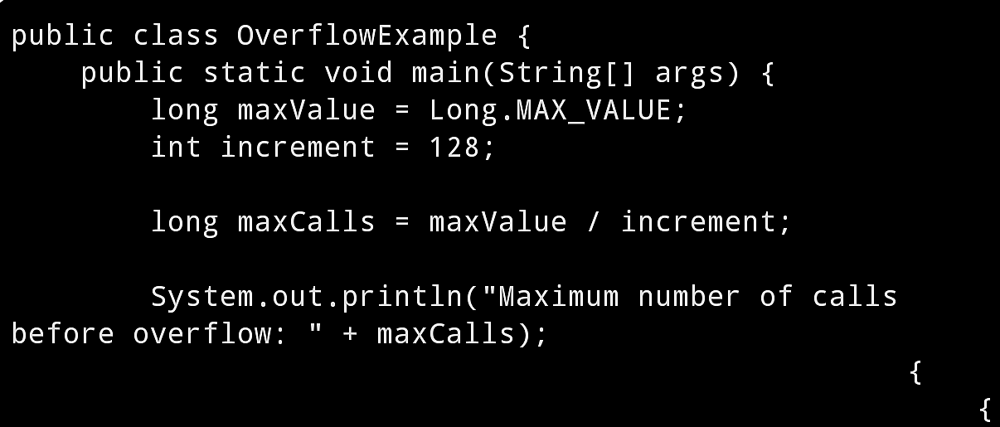 public class OverflowExample {
    public static void main(String[] args) {
        long maxValue = Long.MAX_VALUE;
        int increment = 128;

        long maxCalls = maxValue / increment;

        System.out.println("Maximum number of calls
before overflow: " + maxCalls);
{
{